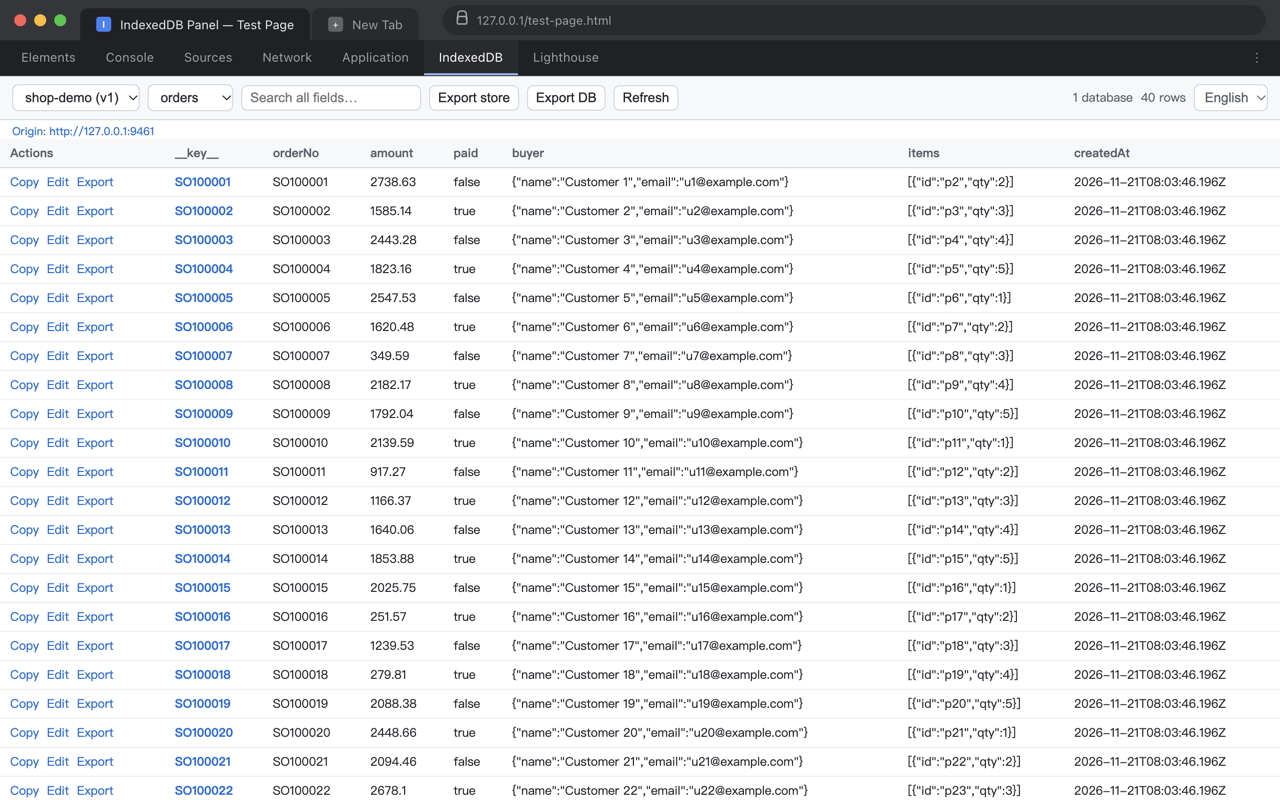 I IndexedDB Panel — Test Page + New Tab 127.0.0.1/test-page.html
Elements Console Sources Network Application IndexedDB Lighthouse
shop-demo (v1) orders Search all fields… Export store Export DB Refresh 1 database 40 rows English
Origin: http://127.0.0.1:9461
Actions __key__ orderNo amount paid buyer items createdAt
Copy Edit Export SO100001 SO100001 2738.63 false {"name":"Customer 1","email":"u1@example.com"} [{"id":"p2","qty":2}] 2026-11-21T08:03:46.196Z
Copy Edit Export SO100002 SO100002 1585.14 true {"name":"Customer 2","email":"u2@example.com"} [{"id":"p3","qty":3}] 2026-11-21T08:03:46.196Z
Copy Edit Export SO100003 SO100003 2443.28 false {"name":"Customer 3","email":"u3@example.com"} [{"id":"p4","qty":4}] 2026-11-21T08:03:46.196Z
Copy Edit Export SO100004 SO100004 1823.16 true {"name":"Customer 4","email":"u4@example.com"} [{"id":"p5","qty":5}] 2026-11-21T08:03:46.196Z
Copy Edit Export SO100005 SO100005 2547.53 false {"name":"Customer 5","email":"u5@example.com"} [{"id":"p6","qty":1}] 2026-11-21T08:03:46.196Z
Copy Edit Export SO100006 SO100006 1620.48 true {"name":"Customer 6","email":"u6@example.com"} [{"id":"p7","qty":2}] 2026-11-21T08:03:46.196Z
Copy Edit Export SO100007 SO100007 349.59 false {"name":"Customer 7","email":"u7@example.com"} [{"id":"p8","qty":3}] 2026-11-21T08:03:46.196Z
Copy Edit Export SO100008 SO100008 2182.17 true {"name":"Customer 8","email":"u8@example.com"} [{"id":"p9","qty":4}] 2026-11-21T08:03:46.196Z
Copy Edit Export SO100009 SO100009 1792.04 false {"name":"Customer 9","email":"u9@example.com"} [{"id":"p10","qty":5}] 2026-11-21T08:03:46.196Z
Copy Edit Export SO100010 SO100010 2139.59 true {"name":"Customer 10","email":"u10@example.com"} [{"id":"p11","qty":1}] 2026-11-21T08:03:46.196Z
Copy Edit Export SO100011 SO100011 917.27 false {"name":"Customer 11","email":"u11@example.com"} [{"id":"p12","qty":2}] 2026-11-21T08:03:46.196Z
Copy Edit Export SO100012 SO100012 1166.37 true {"name":"Customer 12","email":"u12@example.com"} [{"id":"p13","qty":3}] 2026-11-21T08:03:46.196Z
Copy Edit Export SO100013 SO100013 1640.06 false {"name":"Customer 13","email":"u13@example.com"} [{"id":"p14","qty":4}] 2026-11-21T08:03:46.196Z
Copy Edit Export SO100014 SO100014 1853.88 true {"name":"Customer 14","email":"u14@example.com"} [{"id":"p15","qty":5}] 2026-11-21T08:03:46.196Z
Copy Edit Export SO100015 SO100015 2025.75 false {"name":"Customer 15","email":"u15@example.com"} [{"id":"p16","qty":1}] 2026-11-21T08:03:46.196Z
Copy Edit Export SO100016 SO100016 251.57 true {"name":"Customer 16","email":"u16@example.com"} [{"id":"p17","qty":2}] 2026-11-21T08:03:46.196Z
Copy Edit Export SO100017 SO100017 1239.53 false {"name":"Customer 17","email":"u17@example.com"} [{"id":"p18","qty":3}] 2026-11-21T08:03:46.196Z
Copy Edit Export SO100018 SO100018 279.81 true {"name":"Customer 18","email":"u18@example.com"} [{"id":"p19","qty":4}] 2026-11-21T08:03:46.196Z
Copy Edit Export SO100019 SO100019 2088.38 false {"name":"Customer 19","email":"u19@example.com"} [{"id":"p20","qty":5}] 2026-11-21T08:03:46.196Z
Copy Edit Export SO100020 SO100020 2448.66 true {"name":"Customer 20","email":"u20@example.com"} [{"id":"p21","qty":1}] 2026-11-21T08:03:46.196Z
Copy Edit Export SO100021 SO100021 2094.46 false {"name":"Customer 21","email":"u21@example.com"} [{"id":"p22","qty":2}] 2026-11-21T08:03:46.196Z
Copy Edit Export SO100022 SO100022 2678.1 true {"name":"Customer 22","email":"u22@example.com"} [{"id":"p23","qty":3}] 2026-11-21T08:03:46.196Z